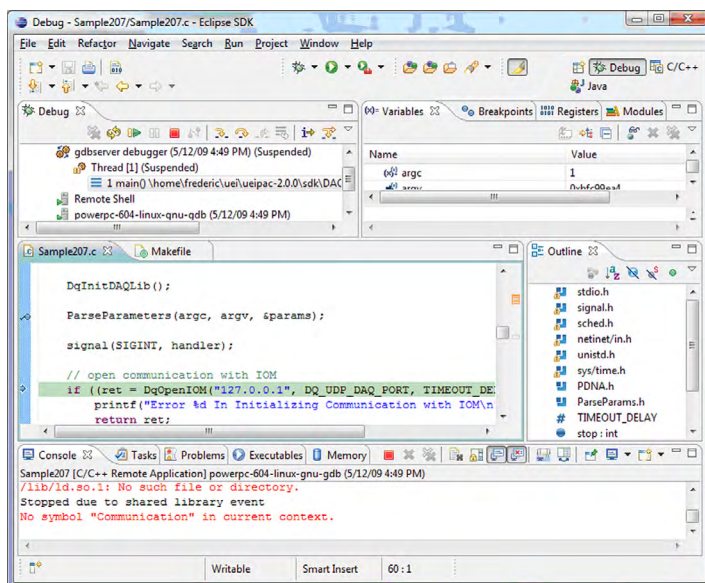 Debug - Sample207/Sample207.c - Eclipse SDK
File Edit Refactor Navigate Search Run Project Window Help
Debug C/C++
Java
Debug
(x)= Variables Breakpoints Registers Modules
gdbserver debugger (5/12/09 4:49 PM) (Suspended)
Thread [1] (Suspended)
1 main() \home\frederic\uei\ueipac-2.0.0\sdk\DAC
Remote Shell
powerpc-604-linux-gnu-gdb (5/12/09 4:49 PM)
Name Value
argc 1
argv 0xbfc99ea4
Sample207.c Makefile
DqInitDAQLib();
ParseParameters(argc, argv, &params);
signal(SIGINT, handler);
// open communication with IOM
if ((ret = DqOpenIOM("127.0.0.1", DQ_UDP_DAQ_PORT, TIMEOUT_DE
printf("Error %d In Initializing Communication with IOM\n
return ret;
Outline
stdio.h
signal.h
sched.h
netinet/in.h
unistd.h
sys/time.h
PDNA.h
ParseParams.h
# TIMEOUT_DELAY
stop : int
Console Tasks Problems Executables Memory
Sample207 [C/C++ Remote Application] powerpc-604-linux-gnu-gdb (5/12/09 4:49 PM)
/lib/ld.so.1: No such file or directory.
Stopped due to shared library event
No symbol "Communication" in current context.
Writable Smart Insert 60 : 1